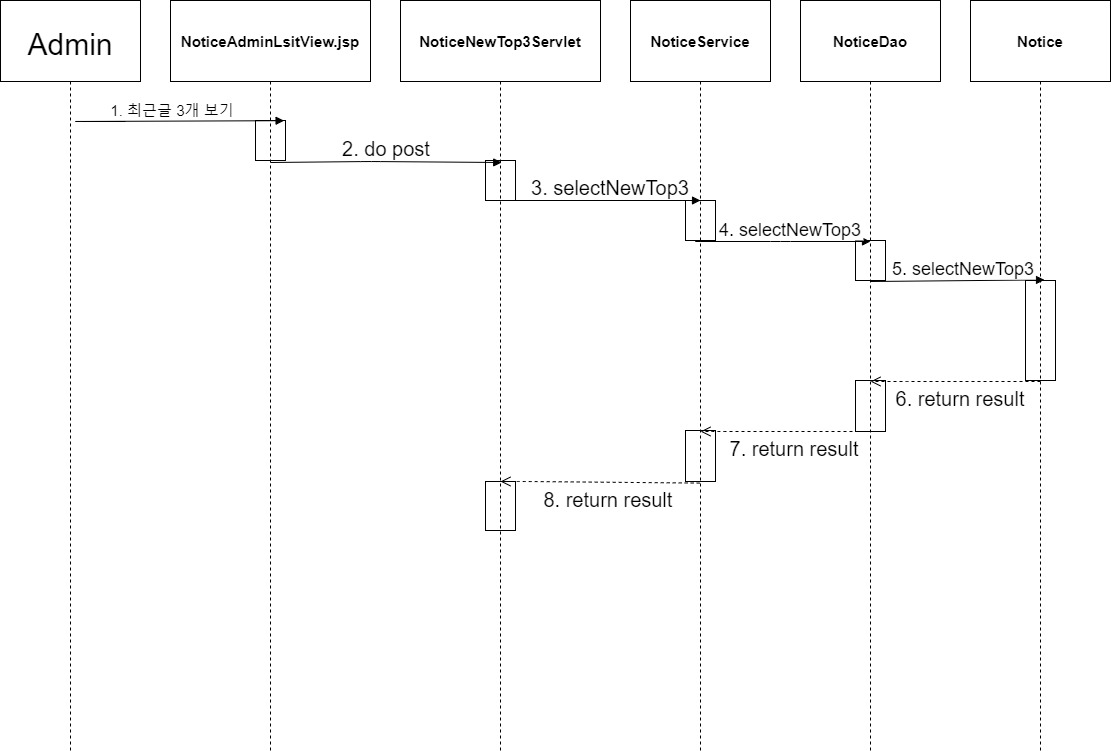 Admin
NoticeAdminLsitView.jsp
NoticeNewTop3Servlet
NoticeService
NoticeDao
Notice
1. 최근글 3개 보기
2. do post
3. selectNewTop3
4. selectNewTop3
5. selectNewTop3
6. return result
7. return result
8. return result